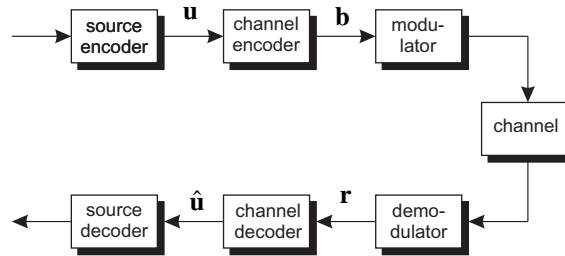 u
b
source
encoder
channel
encoder
modu-
lator
channel
û
r
source
decoder
channel
decoder
demo-
dulator